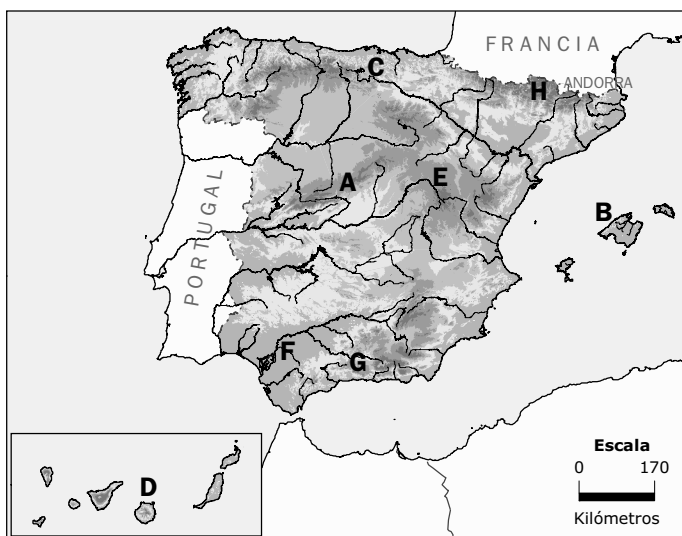 FRANCIA
C
H
ANDORRA
A
E
B
PORTUGAL
F
G
D
Escala
0 170
Kilómetros